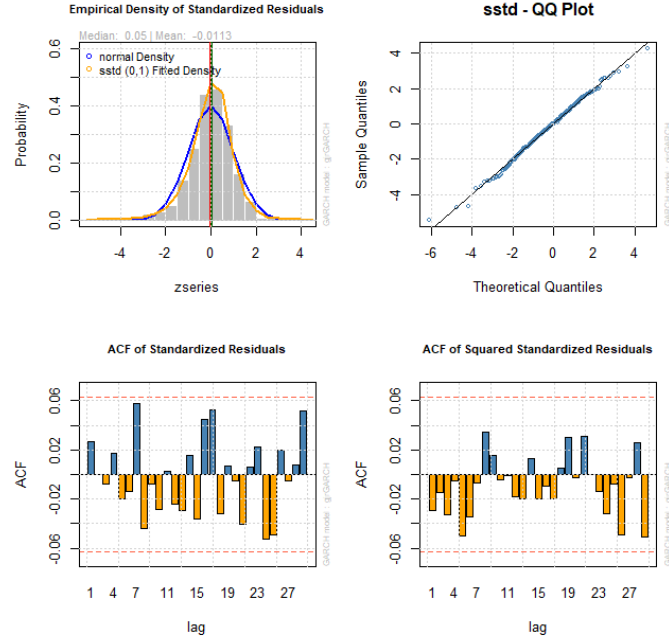 Empirical Density of Standardized Residuals
Median: 0.05 | Mean: -0.0113
normal Density
sstd (0,1) Fitted Density
Probability
0.0 0.2 0.4 0.6
-4 -2 0 2 4
zseries
GARCH model : gjrGARCH
sstd - QQ Plot
Sample Quantiles
-4 -2 0 2 4
-6 -4 -2 0 2 4
Theoretical Quantiles
GARCH model : gjrGARCH
ACF of Standardized Residuals
ACF
-0.06 -0.02 0.02 0.06
1 4 7 11 15 19 23 27
lag
GARCH model : gjrGARCH
ACF of Squared Standardized Residuals
ACF
-0.06 -0.02 0.02 0.06
1 4 7 11 15 19 23 27
lag
GARCH model : gjrGARCH